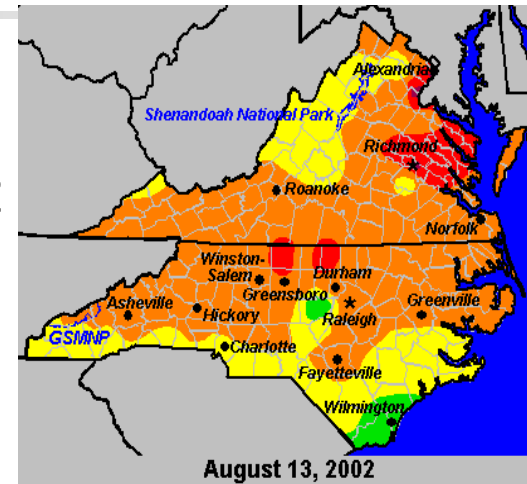 Alexandria
Shenandoah National Park
Richmond
Roanoke
Norfolk
Winston-
Salem
Durham
Greensboro
Greenville
Asheville
Hickory
Raleigh
GSMNP
Charlotte
Fayetteville
Wilmington
August 13, 2002